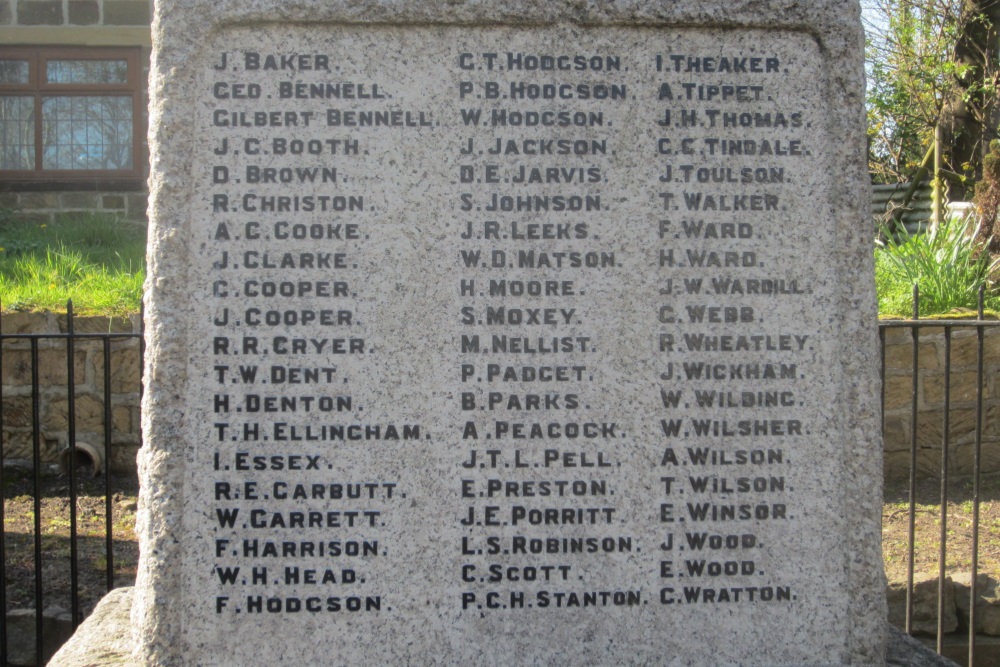 J. BAKER.
GEO. BENNELL.
GILBERT BENNELL.
J. C. BOOTH.
D. BROWN.
R. CHRISTON.
A. C. COOKE.
J. CLARKE.
C. COOPER.
J. COOPER.
R. R. CRYER.
T. W. DENT.
H. DENTON.
T. H. ELLINGHAM.
I. ESSEX.
R. E. GARBUTT.
W. GARRETT.
F. HARRISON.
W. H. HEAD.
F. HODGSON.
G. T. HODGSON.
P. B. HODGSON.
W. HODGSON.
J. JACKSON.
D. E. JARVIS.
S. JOHNSON.
J. R. LEEKS.
W. D. MATSON.
H. MOORE.
S. MOXEY.
M. NELLIST.
P. PADGET.
B. PARKS.
A. PEACOCK.
J. T. L. PELL.
E. PRESTON.
J. E. PORRITT.
L. S. ROBINSON.
C. SCOTT.
P. G. H. STANTON.
I. THEAKER.
A. TIPPET.
J. H. THOMAS.
C. C. TINDALE.
J. TOULSON.
T. WALKER.
F. WARD.
H. WARD.
J. W. WARDILL.
G. WEBB.
R. WHEATLEY.
J. WICKHAM.
W. WILDING.
W. WILSHER.
A. WILSON.
T. WILSON.
E. WINSOR.
J. WOOD.
E. WOOD.
C. WRATTON.